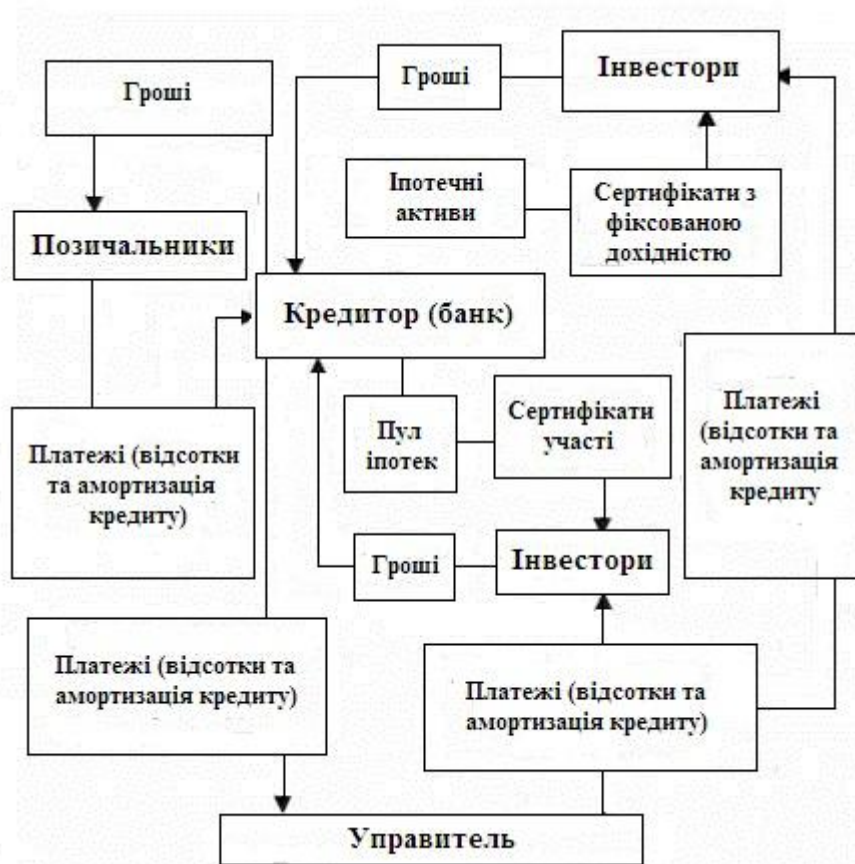 Гроші
Гроші
Інвестори
Іпотечні
активи
Сертифікати з
фіксованою
дохідністю
Позичальники
Кредитор (банк)
Платежі (відсотки
та амортизація
кредиту)
Пул
іпотек
Сертифікати
участі
Платежі
(відсотки та
амортизація
кредиту
Гроші
Інвестори
Платежі (відсотки та
амортизація кредиту)
Платежі (відсотки та
амортизація кредиту)
Управитель